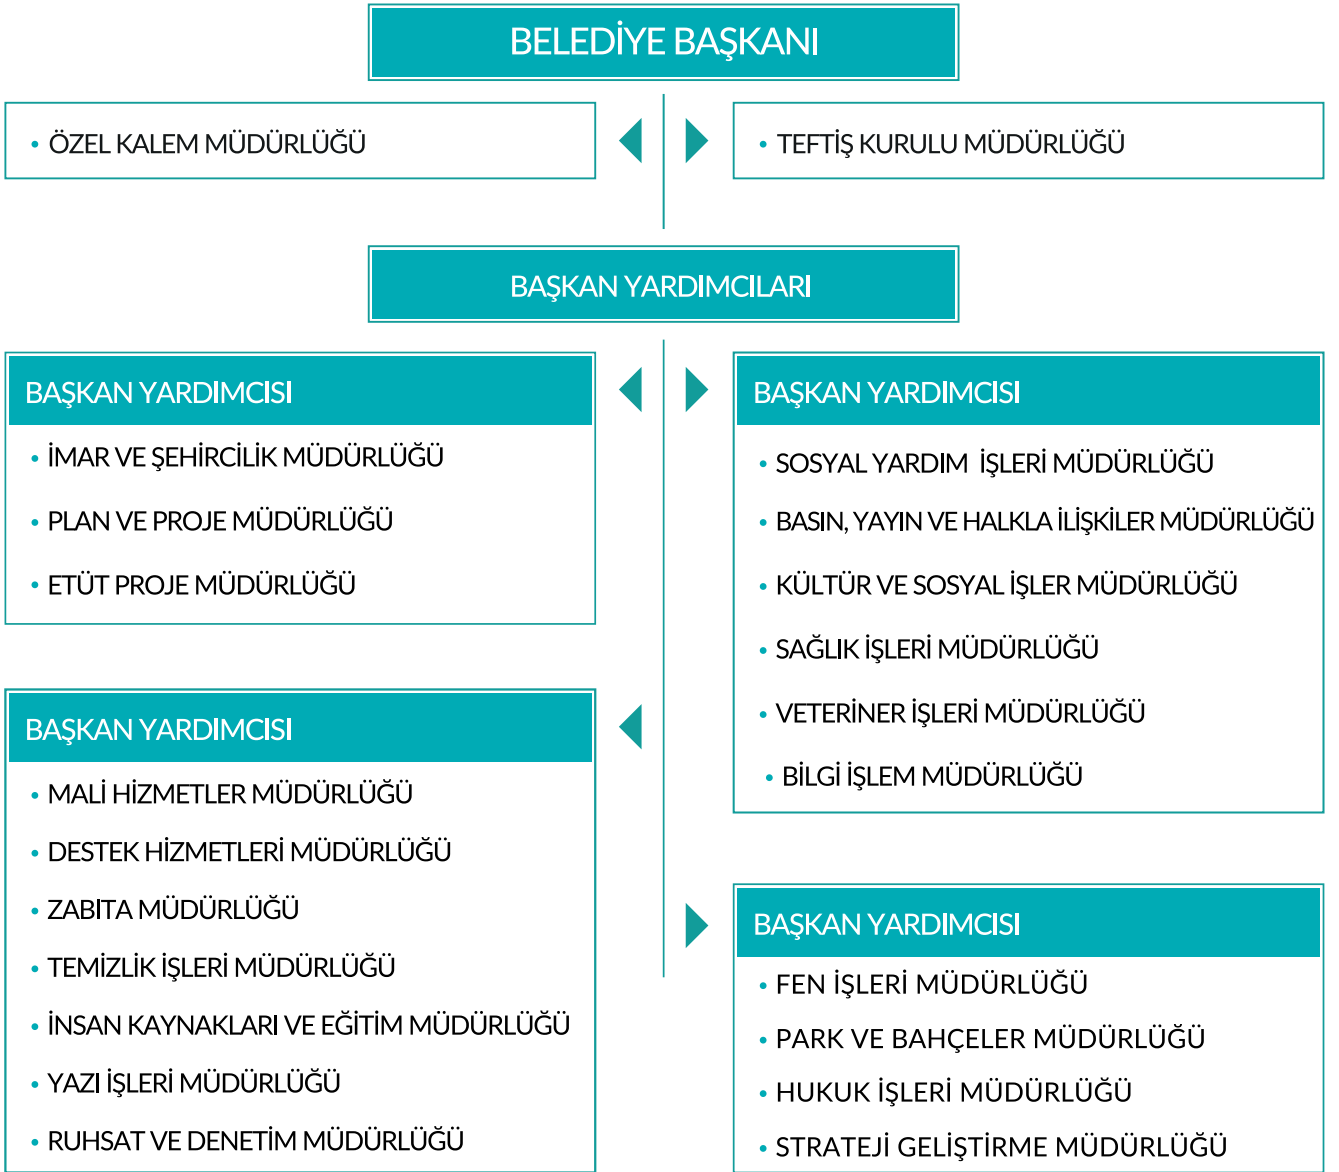 BELEDİYE BAŞKANI
• ÖZEL KALEM MÜDÜRLÜĞÜ
• TEFTİŞ KURULU MÜDÜRLÜĞÜ
BAŞKAN YARDIMCILARI
BAŞKAN YARDIMCISI
• İMAR VE ŞEHİRCİLİK MÜDÜRLÜĞÜ
• PLAN VE PROJE MÜDÜRLÜĞÜ
• ETÜT PROJE MÜDÜRLÜĞÜ
BAŞKAN YARDIMCISI
• SOSYAL YARDIM İŞLERİ MÜDÜRLÜĞÜ
• BASIN, YAYIN VE HALKLA İLİŞKİLER MÜDÜRLÜĞÜ
• KÜLTÜR VE SOSYAL İŞLER MÜDÜRLÜĞÜ
• SAĞLIK İŞLERİ MÜDÜRLÜĞÜ
• VETERİNER İŞLERİ MÜDÜRLÜĞÜ
• BİLGİ İŞLEM MÜDÜRLÜĞÜ
BAŞKAN YARDIMCISI
• MALİ HİZMETLER MÜDÜRLÜĞÜ
• DESTEK HİZMETLERİ MÜDÜRLÜĞÜ
• ZABITA MÜDÜRLÜĞÜ
• TEMİZLİK İŞLERİ MÜDÜRLÜĞÜ
• İNSAN KAYNAKLARI VE EĞİTİM MÜDÜRLÜĞÜ
• YAZI İŞLERİ MÜDÜRLÜĞÜ
• RUHSAT VE DENETİM MÜDÜRLÜĞÜ
BAŞKAN YARDIMCISI
• FEN İŞLERİ MÜDÜRLÜĞÜ
• PARK VE BAHÇELER MÜDÜRLÜĞÜ
• HUKUK İŞLERİ MÜDÜRLÜĞÜ
• STRATEJİ GELİŞTİRME MÜDÜRLÜĞÜ